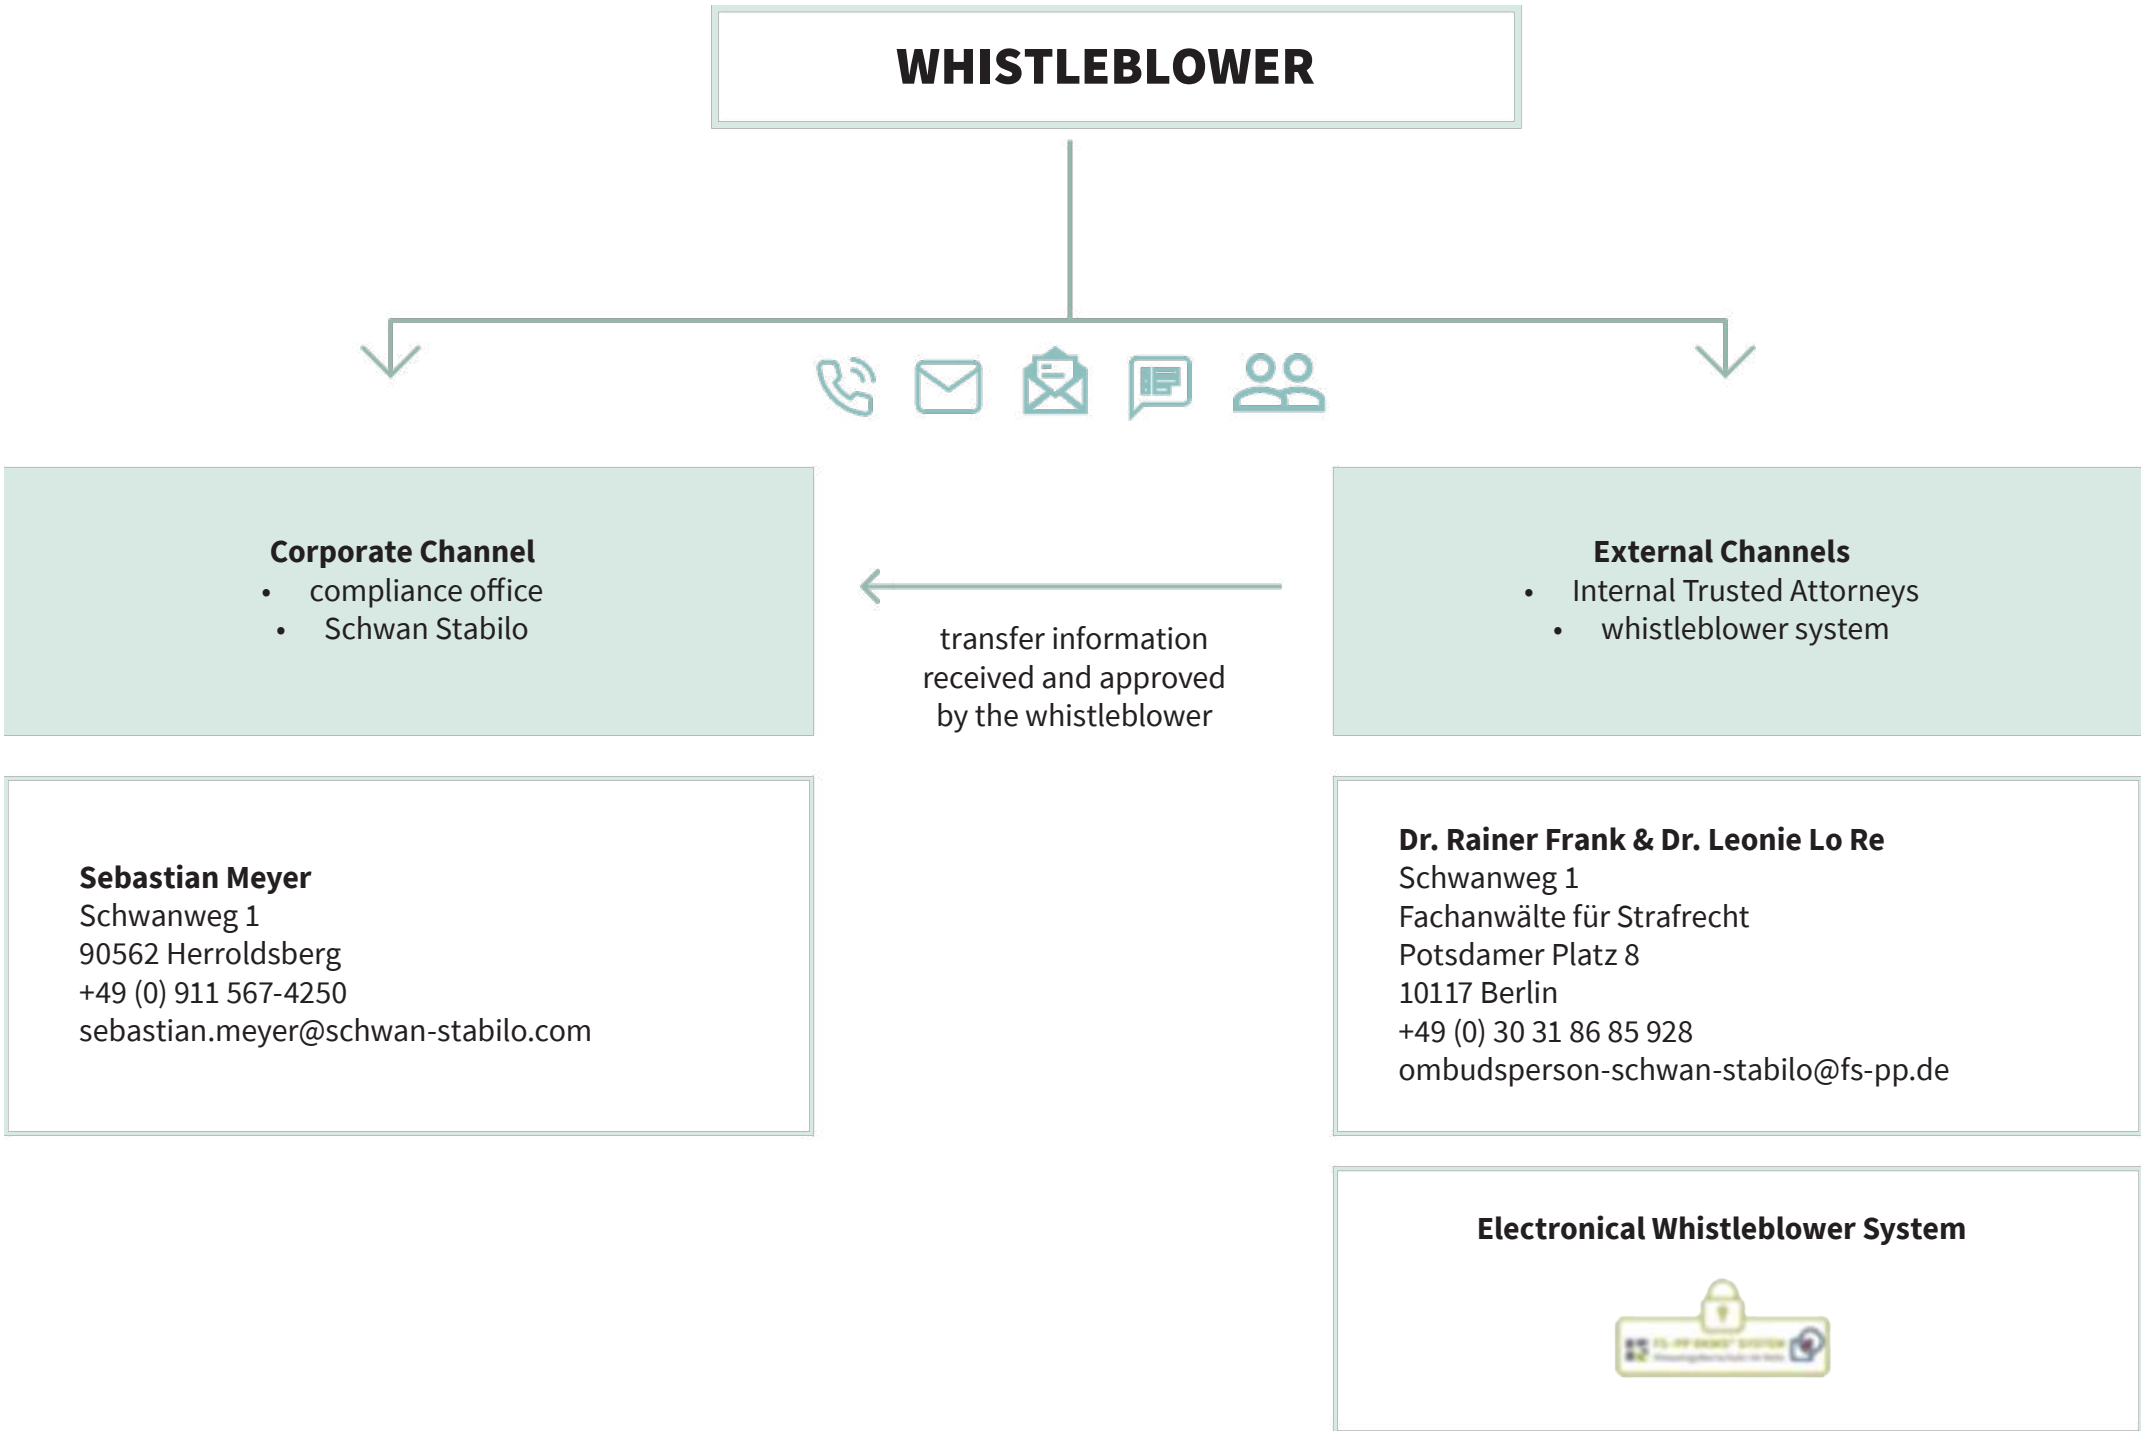 WHISTLEBLOWER
Corporate Channel
• compliance office
• Schwan Stabilo
transfer information
received and approved
by the whistleblower
External Channels
• Internal Trusted Attorneys
• whistleblower system
Sebastian Meyer
Schwanweg 1
90562 Herroldsberg
+49 (0) 911 567-4250
sebastian.meyer@schwan-stabilo.com
Dr. Rainer Frank & Dr. Leonie Lo Re
Schwanweg 1
Fachanwälte für Strafrecht
Potsdamer Platz 8
10117 Berlin
+49 (0) 30 31 86 85 928
ombudsperson-schwan-stabilo@fs-pp.de
Electronical Whistleblower System
SYSTEM